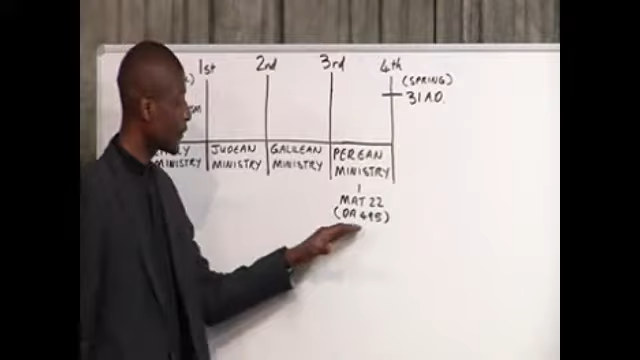 1st 2nd 3rd 4th
(SPRING)
31 A.D.
JUDEAN GALILEAN PEREAN
MINISTRY MINISTRY MINISTRY MINISTRY
MAT 22
(DA 495)